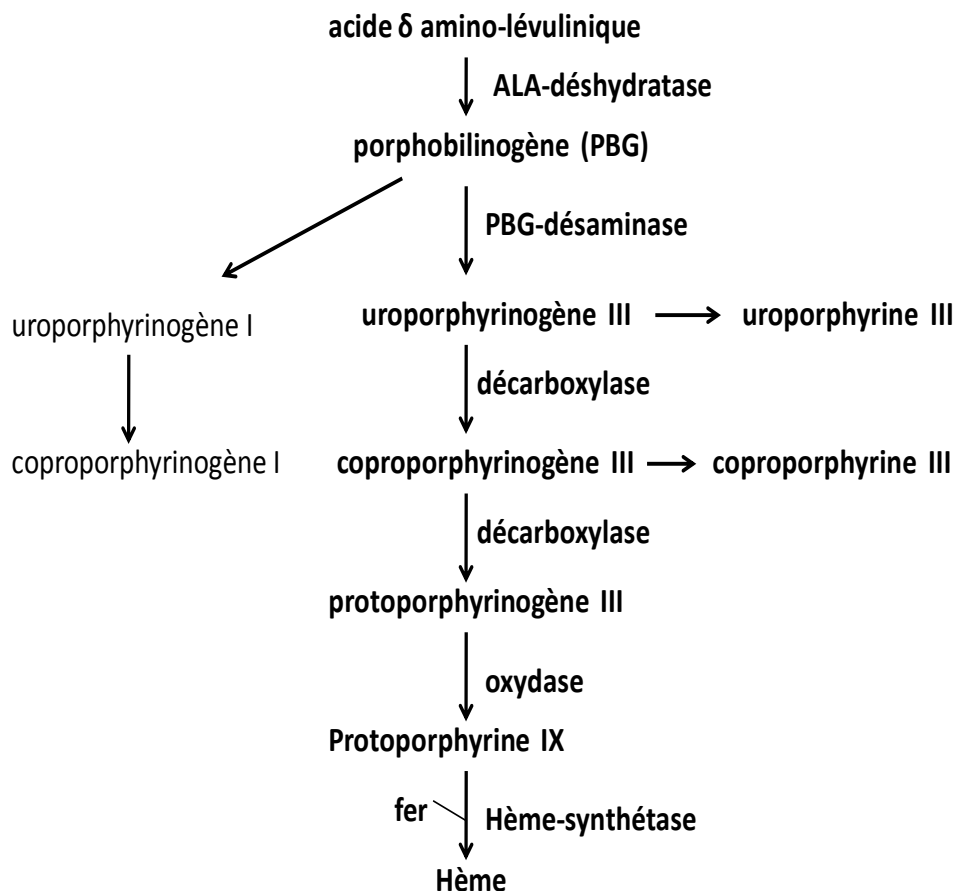 acide δ amino-lévulinique
ALA-déshydratase
porphobilinogène (PBG)
PBG-désaminase
uroporphyrinogène I
uroporphyrinogène III
uroporphyrine III
décarboxylase
coproporphyrinogène I
coproporphyrinogène III
coproporphyrine III
décarboxylase
protoporphyrinogène III
oxydase
Protoporphyrine IX
fer
Hème-synthétase
Hème